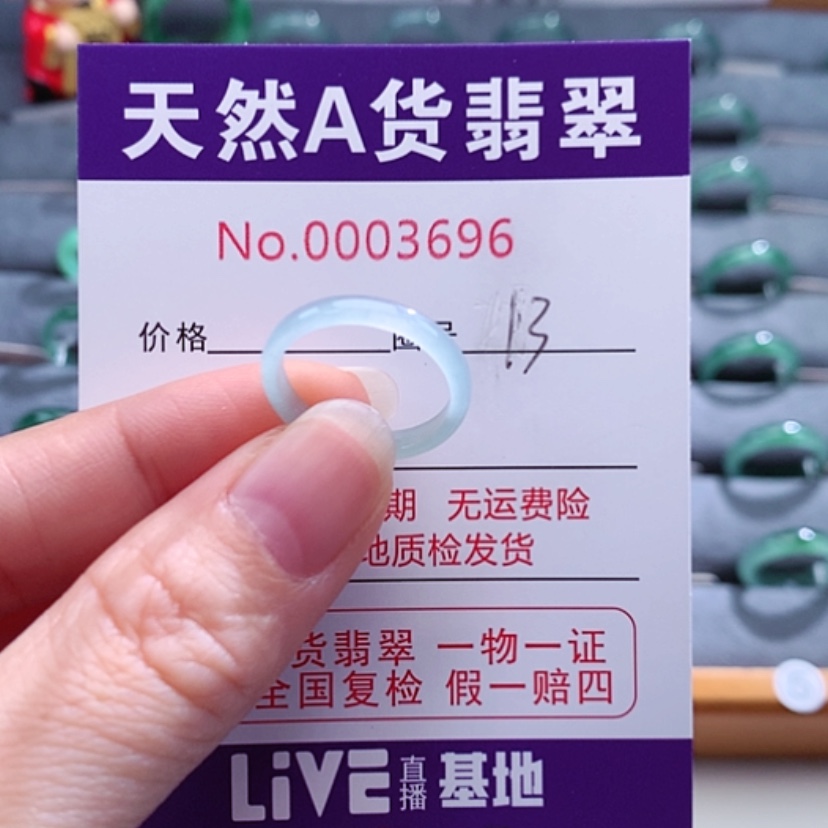 天然A货翡翠
No.0003696
价格 圈号 13
期 无运费险
地质检发货
货翡翠 一物一证
全国复检 假一赔四
LiVE 直播 基地